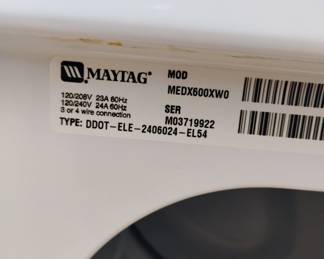 MAYTAG® MOD
MEDX600XW0
120/208V 23A 60Hz
120/240V 24A 60Hz
3 or 4 wire connection
SER
M03719922
TYPE: DDOT-ELE-2406024-EL54